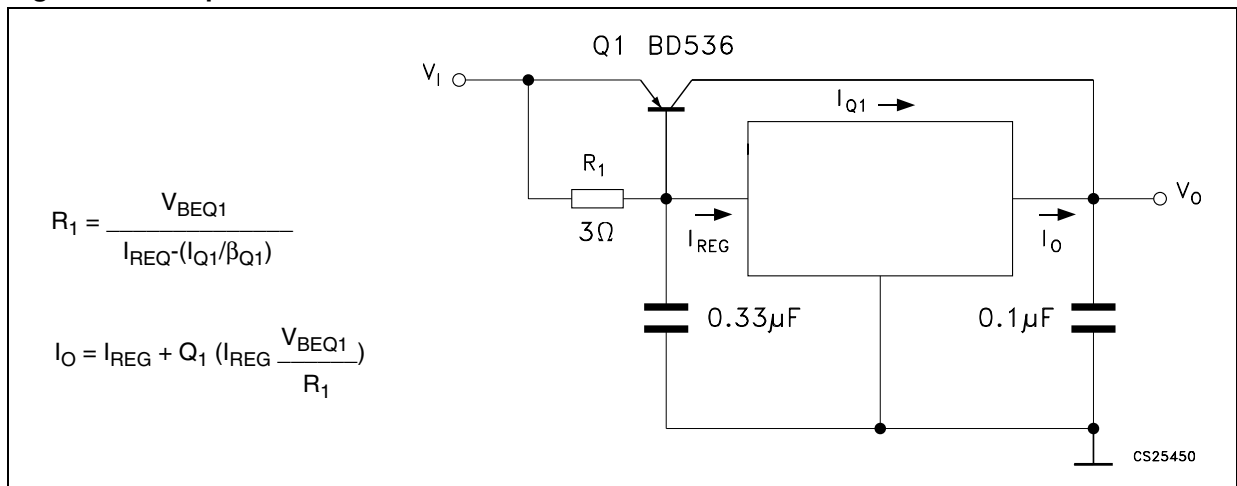 Q1 BD536
V_I
I_Q1
R_1
3Ω
I_REG
I_O
V_O
0.33µF
0.1µF
R_1 = V_BEQ1 / I_REQ-(I_Q1/β_Q1)
I_O = I_REG + Q_1 (I_REG V_BEQ1 / R_1)
CS25450